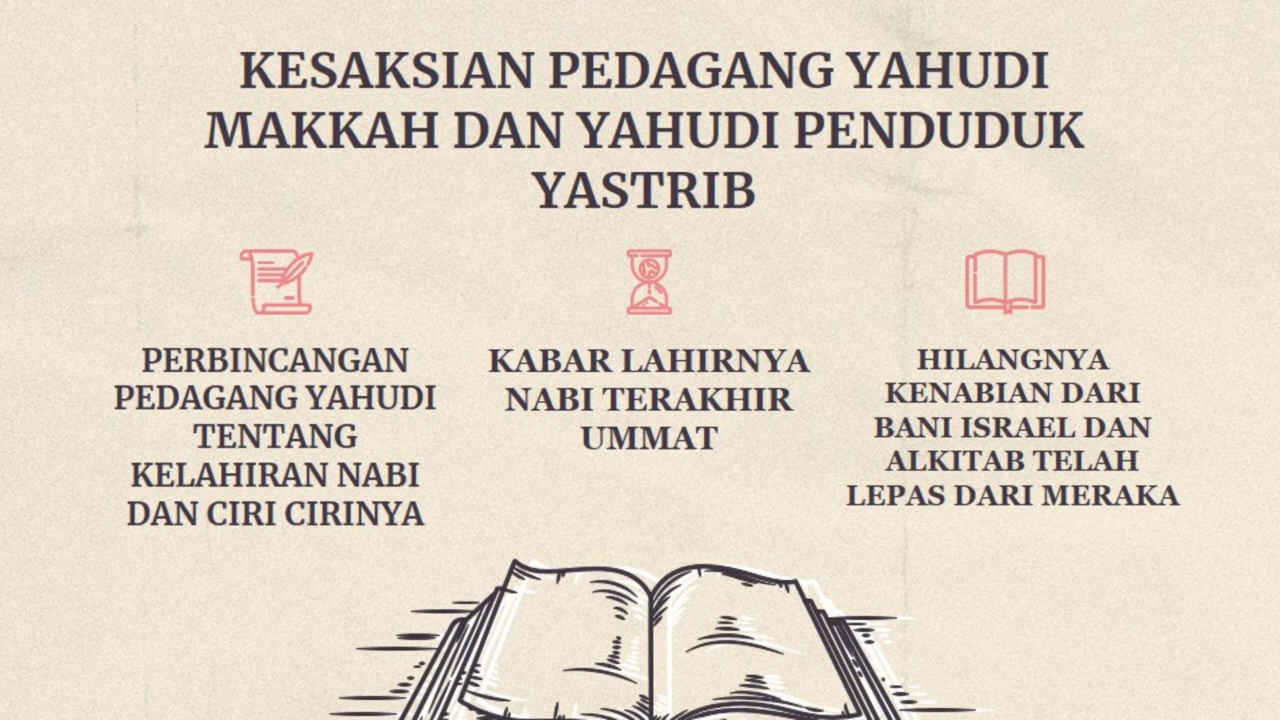 KESAKSIAN PEDAGANG YAHUDI
MAKKAH DAN YAHUDI PENDUDUK
YASTRIB
PERBINCANGAN
PEDAGANG YAHUDI
TENTANG
KELAHIRAN NABI
DAN CIRI CIRINYA
KABAR LAHIRNYA
NABI TERAKHIR
UMMAT
HILANGNYA
KENABIAN DARI
BANI ISRAEL DAN
ALKITAB TELAH
LEPAS DARI MERAKA